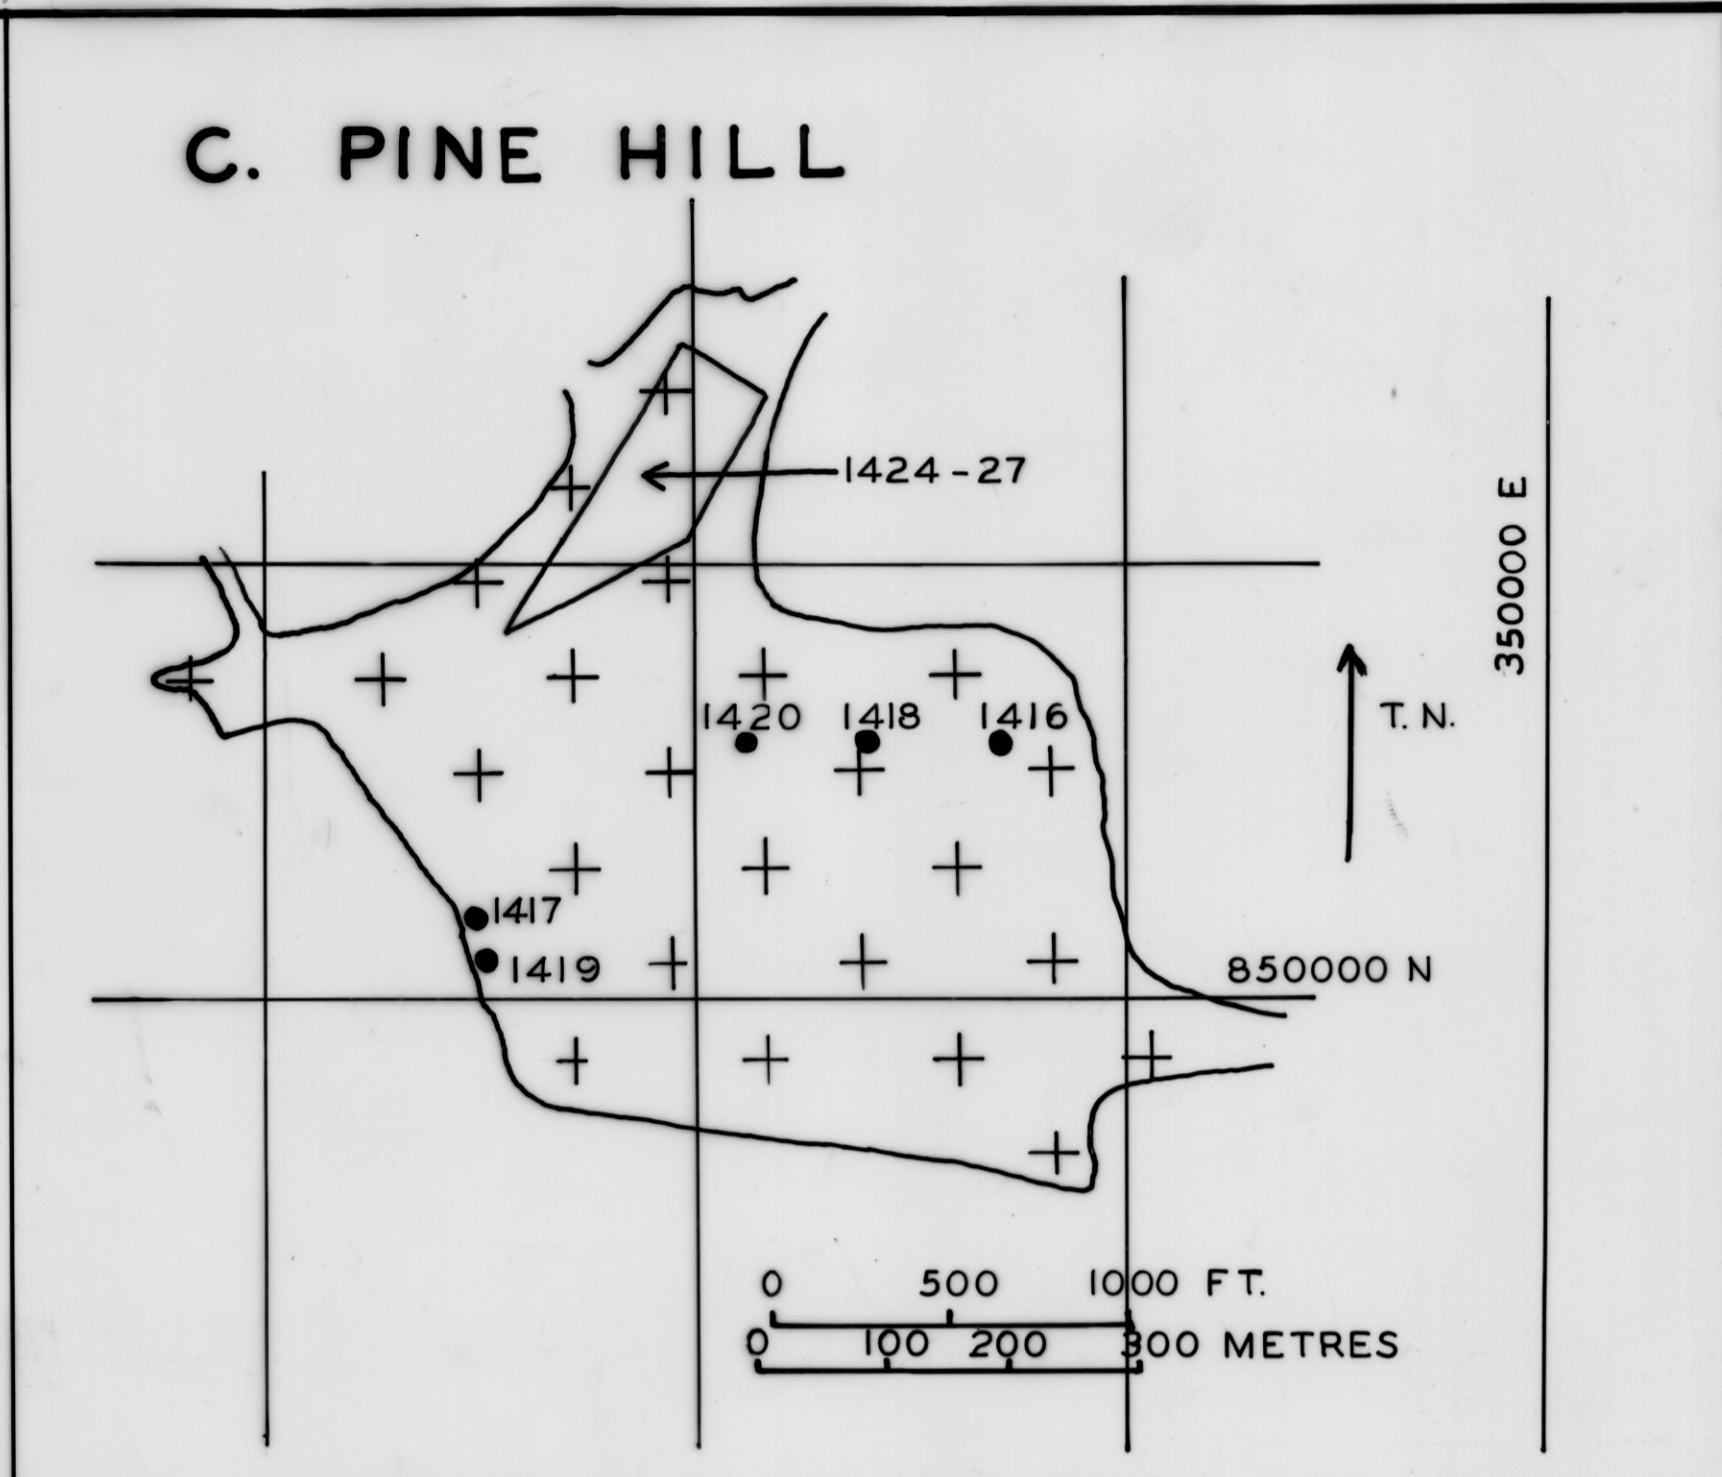 C. PINE HILL
1424-27
350000 E
1420 1418 1416
T. N.
1417
1419
850000 N
0 500 1000 FT.
0 100 200 300 METRES